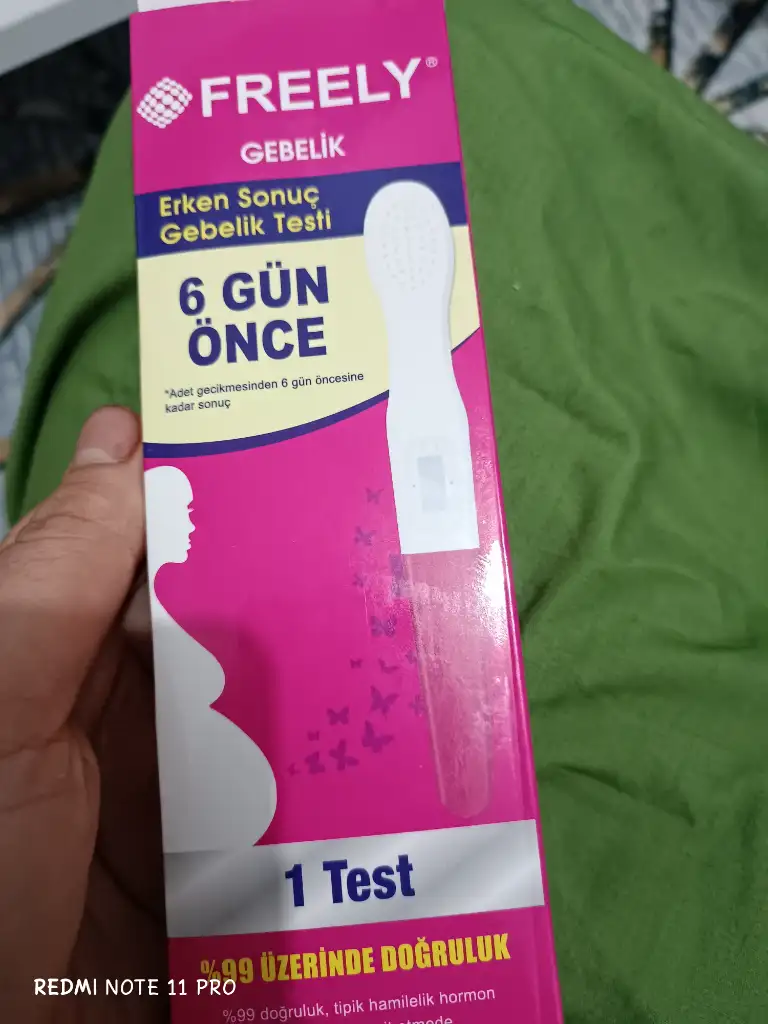 FREELY®
GEBELİK
Erken Sonuç
Gebelik Testi
6 GÜN
ÖNCE
*Adet gecikmesinden 6 gün öncesine
kadar sonuç
1 Test
%99 ÜZERİNDE DOĞRULUK
%99 doğruluk, tipik hamilelik hormon
REDMI NOTE 11 PRO